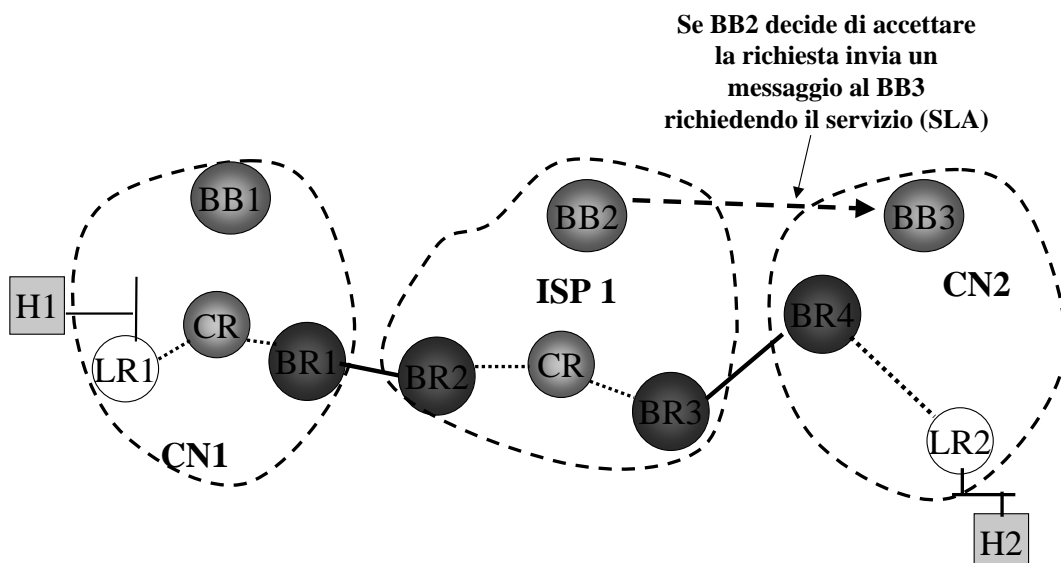 Se BB2 decide di accettare
la richiesta invia un
messaggio al BB3
richiedendo il servizio (SLA)
BB1
BB2
BB3
H1
ISP 1
CN2
CR
BR4
LR1
BR1
BR2
CR
BR3
CN1
LR2
H2